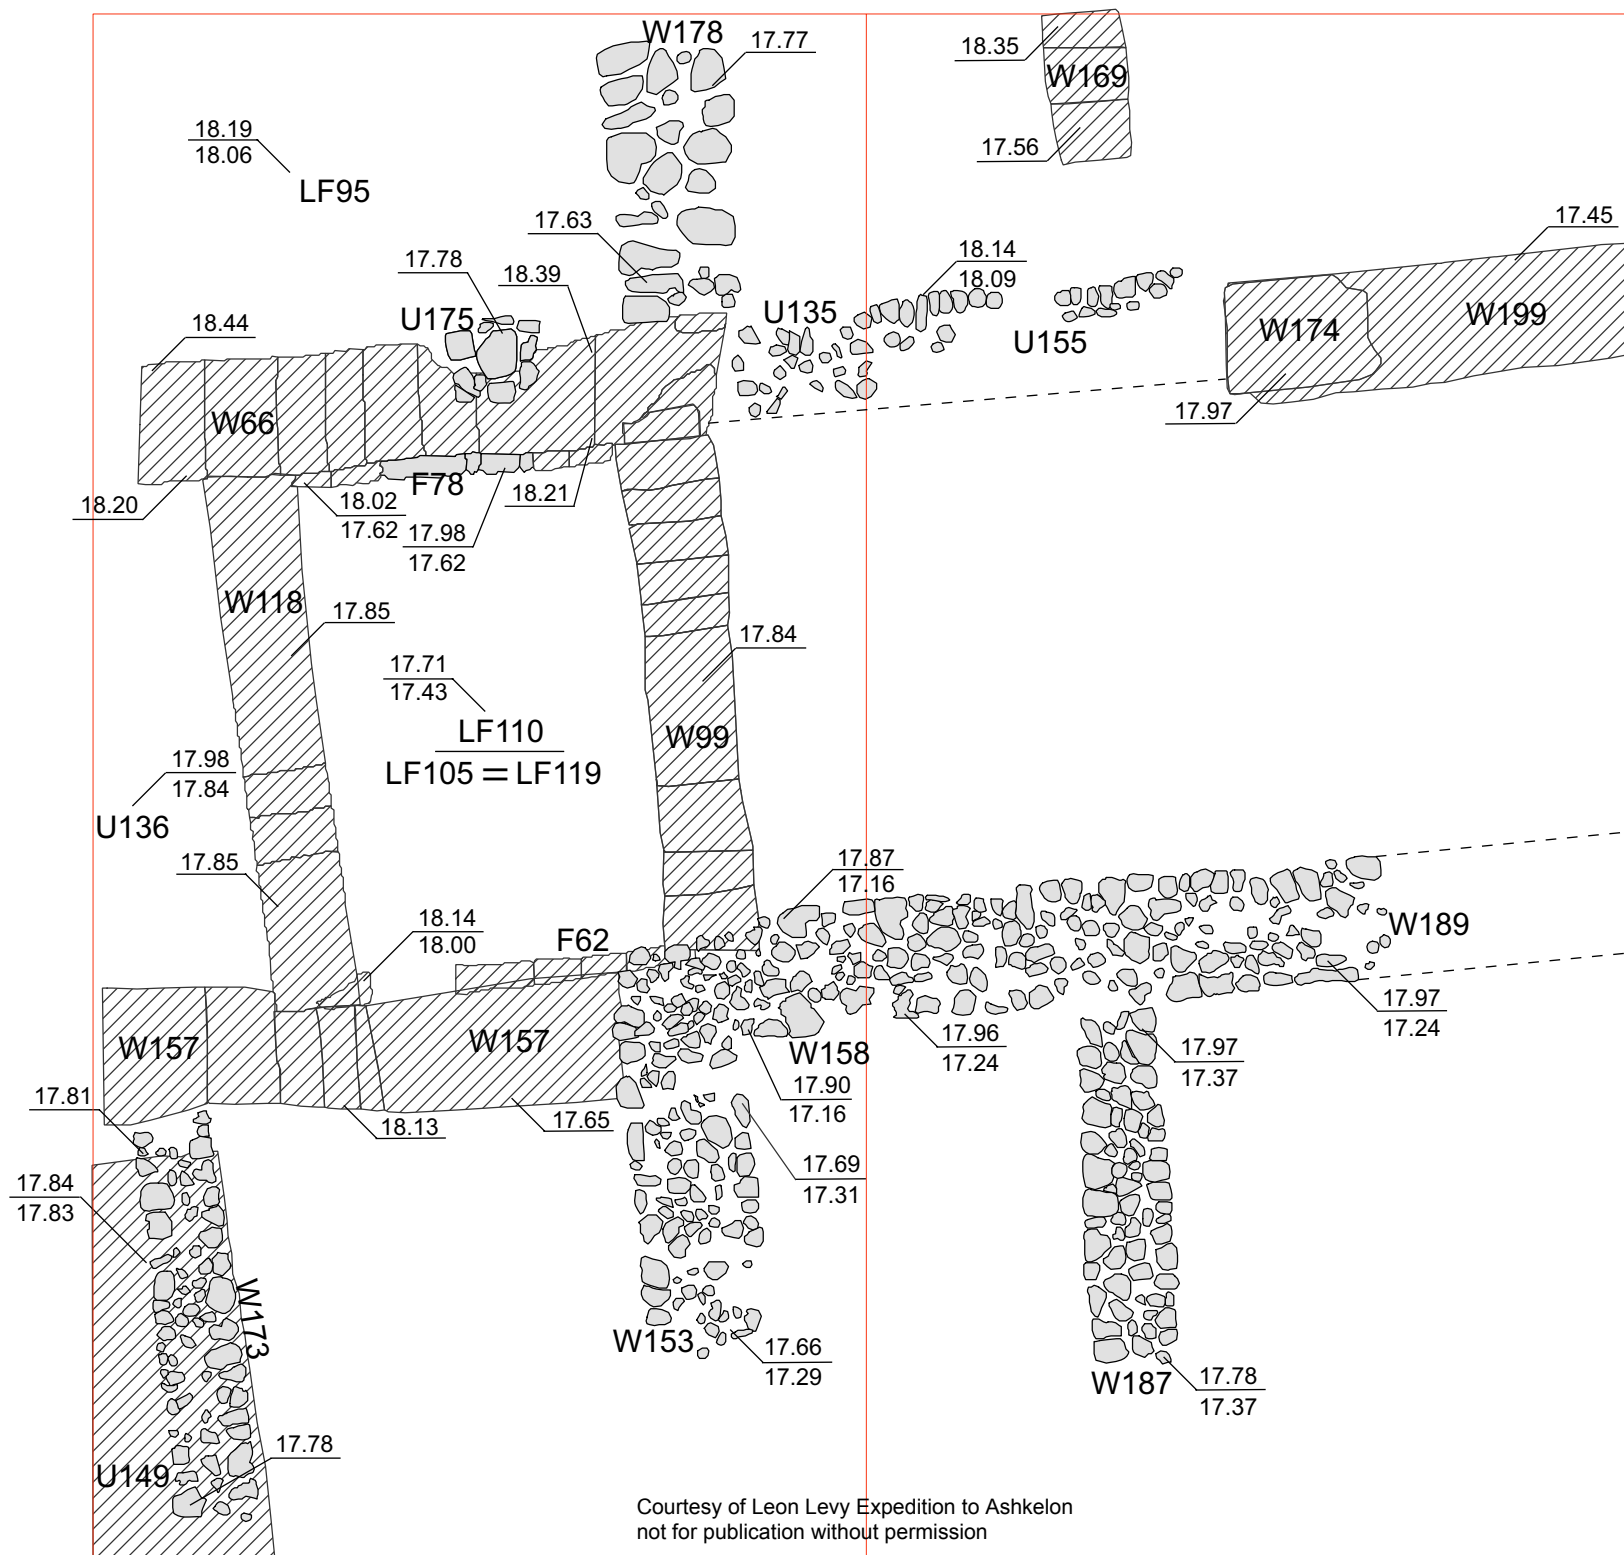 W178
17.77
18.35
W169
18.19
18.06
17.56
LF95
17.63
17.45
17.78
18.39
18.14
18.09
U175
U135
18.44
U155
W174
W199
W66
17.97
F78
18.20
18.02
17.62
18.21
17.98
17.62
W118
17.85
17.84
17.71
17.43
LF110
LF105 = LF119
W99
17.98
17.84
U136
17.85
17.87
17.16
18.14
18.00
F62
W189
W157
W157
W158
17.96
17.24
17.97
17.24
17.97
17.37
17.81
17.90
17.16
18.13
17.65
17.84
17.83
17.69
17.31
W173
W153
17.66
17.29
W187
17.78
17.37
17.78
U149
Courtesy of Leon Levy Expedition to Ashkelon
not for publication without permission